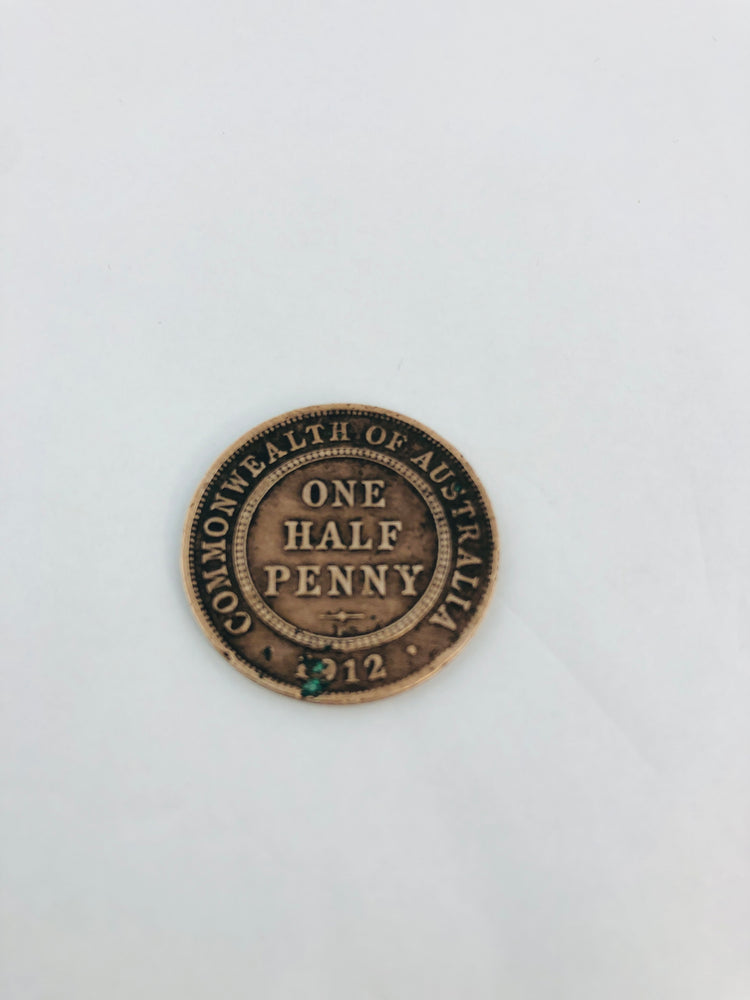 COMMONWEALTH OF AUSTRALIA
ONE
HALF
PENNY
1912